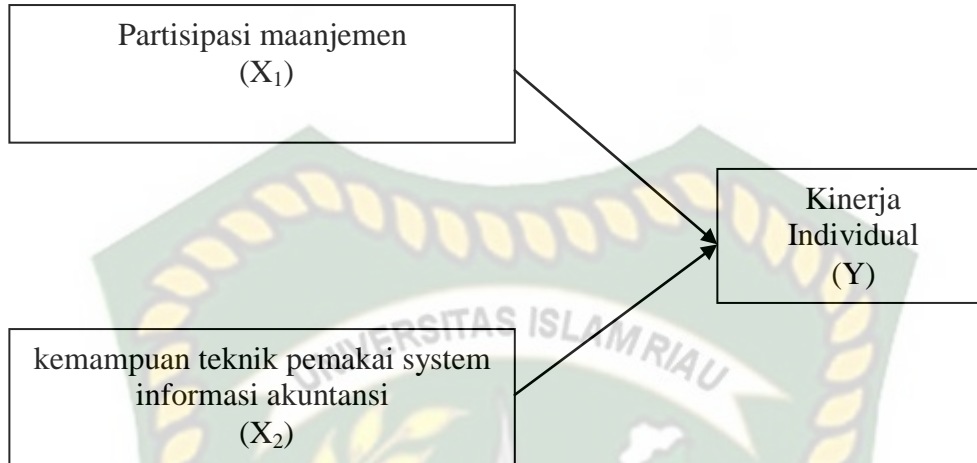 Partisipasi maanjemen
(X₁)
Kinerja
Individual
(Y)
UNIVERSITAS ISLAM RIAU
kemampuan teknik pemakai system
informasi akuntansi
(X₂)